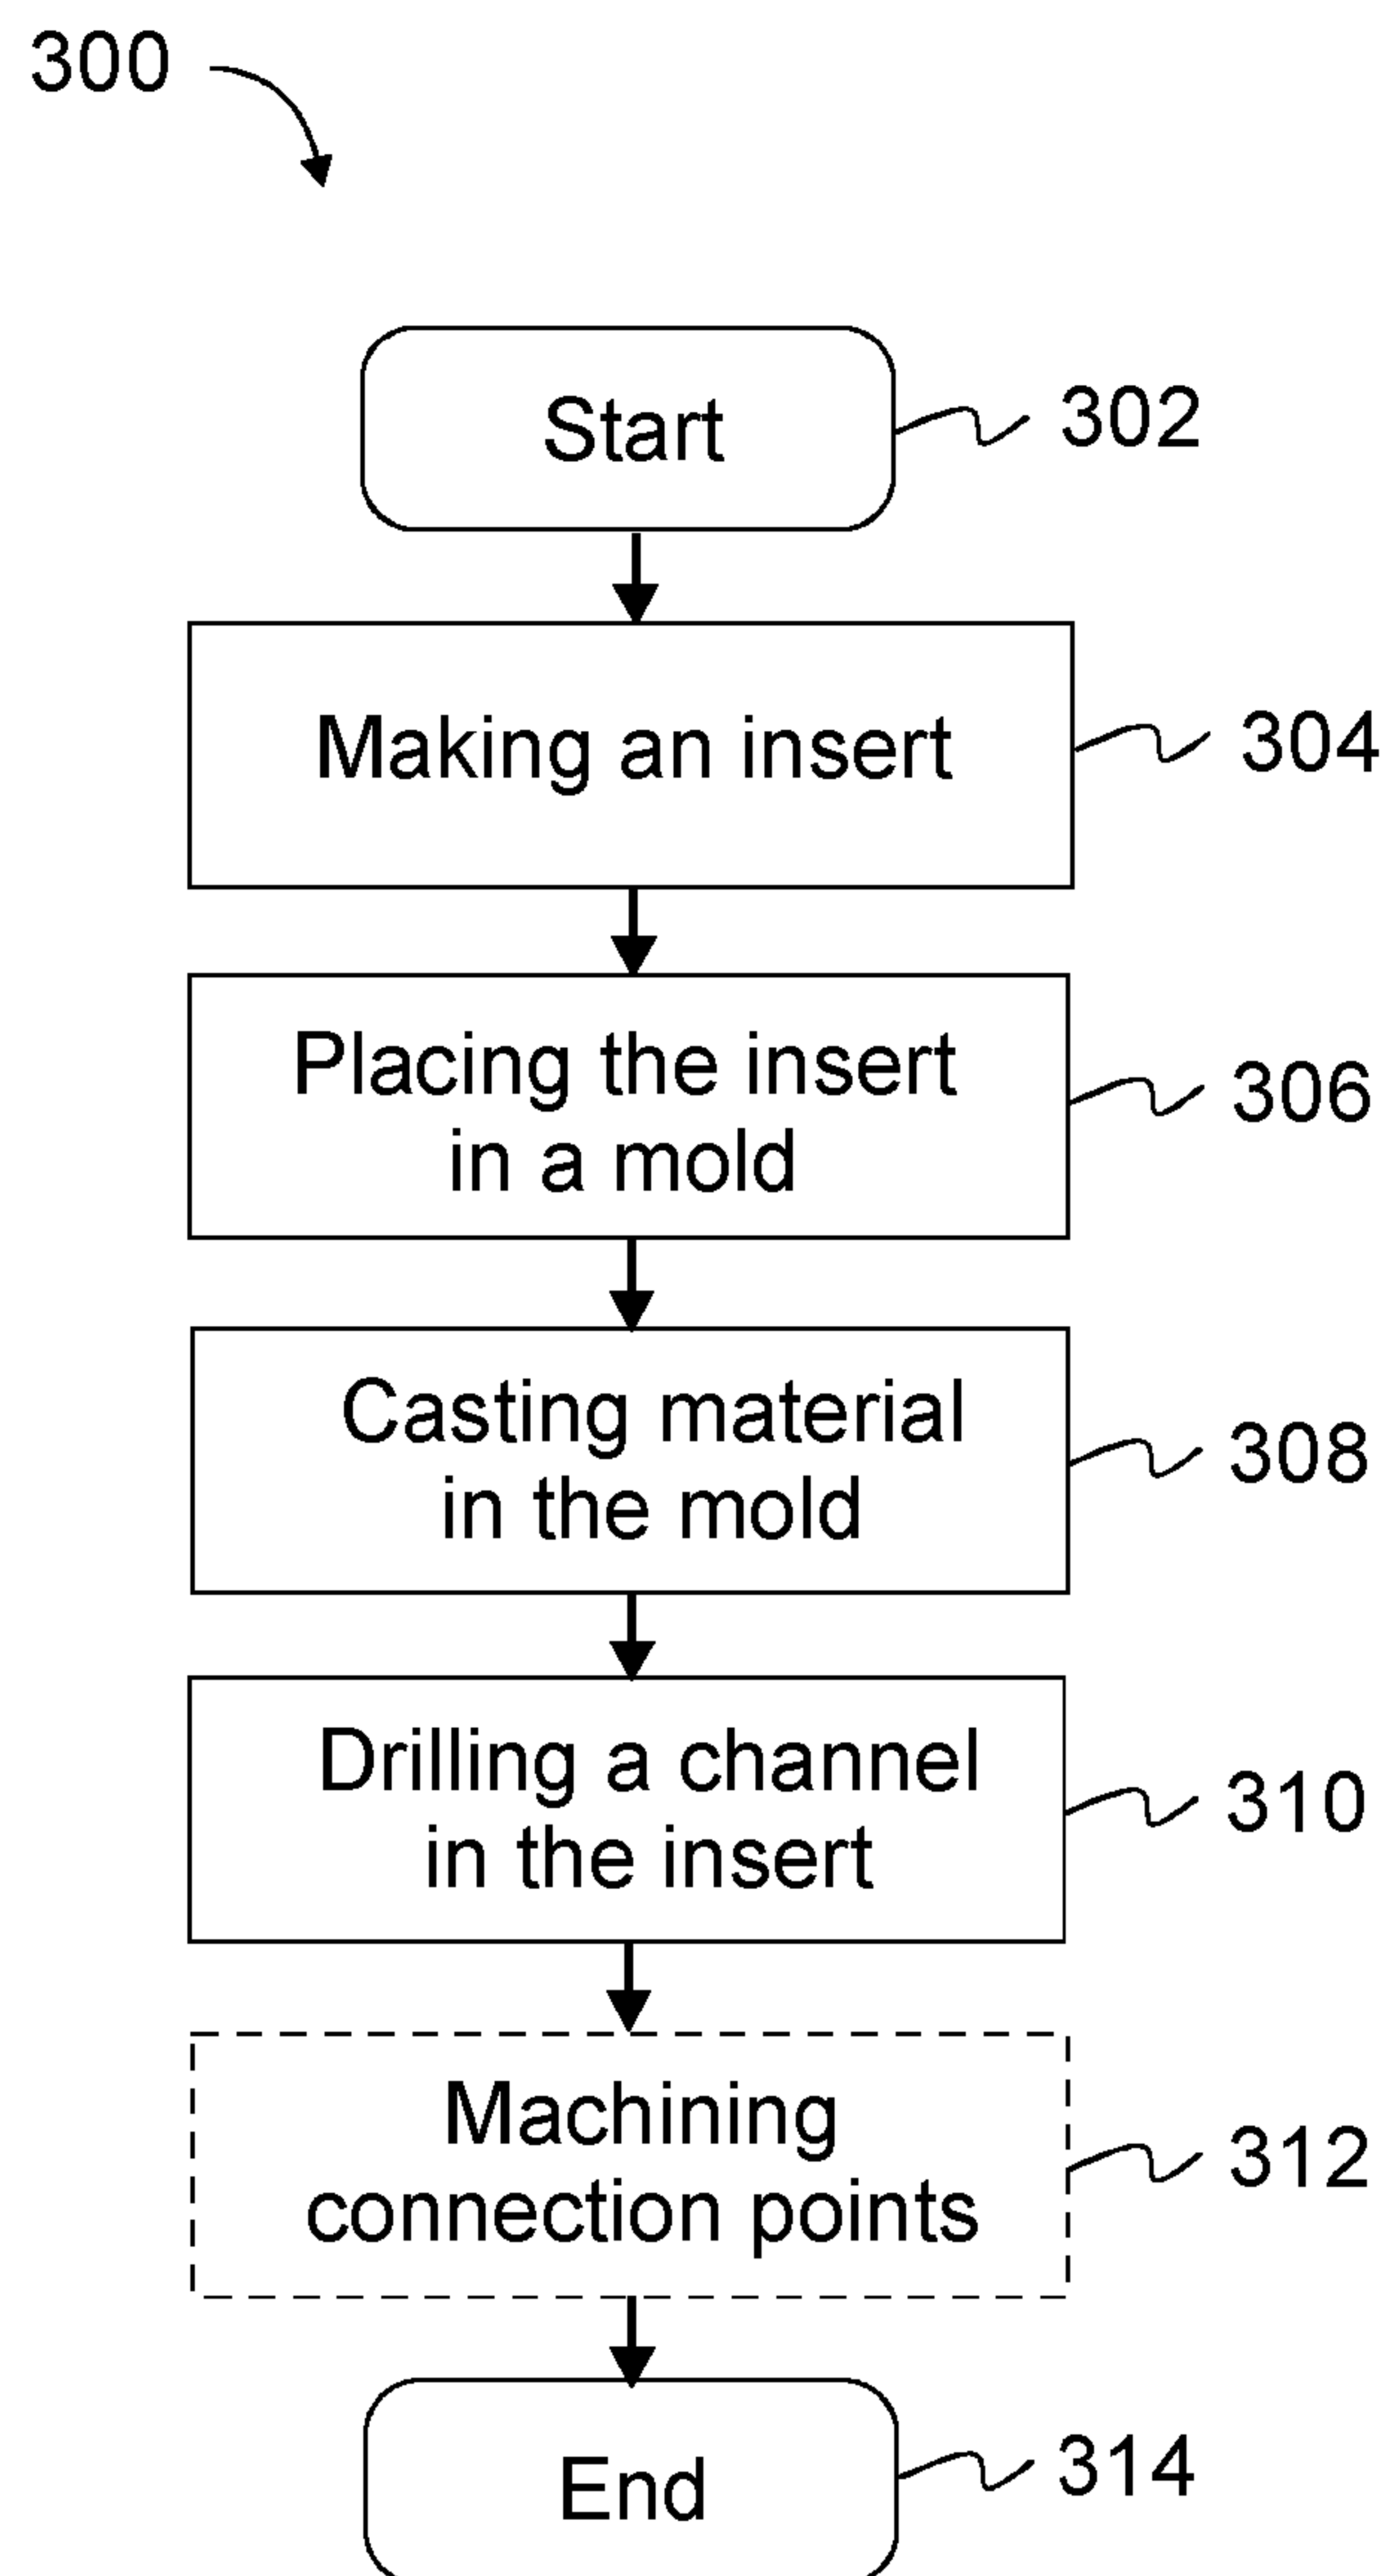 300
Start
302
Making an insert
304
Placing the insert
in a mold
306
Casting material
in the mold
308
Drilling a channel
in the insert
310
Machining
connection points
312
End
314